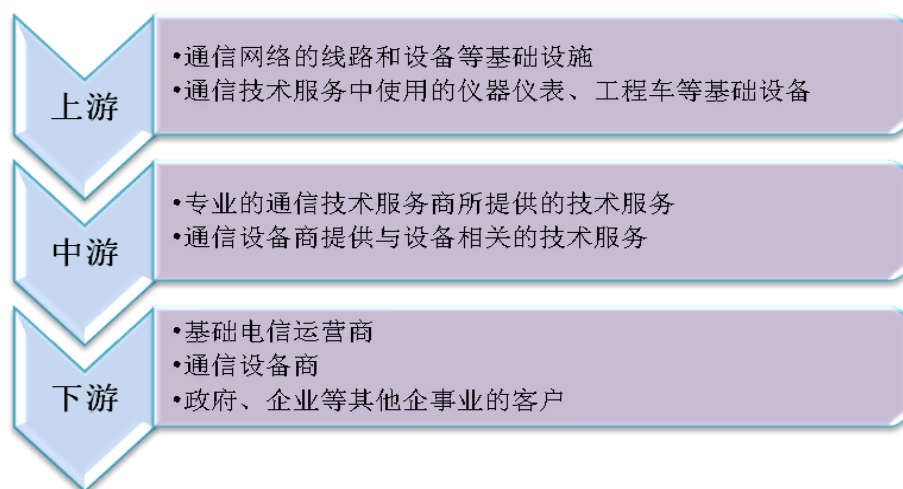 上游
•通信网络的线路和设备等基础设施
•通信技术服务中使用的仪器仪表、工程车等基础设备
中游
•专业的通信技术服务商所提供的技术服务
•通信设备商提供与设备相关的技术服务
下游
•基础电信运营商
•通信设备商
•政府、企业等其他企事业的客户